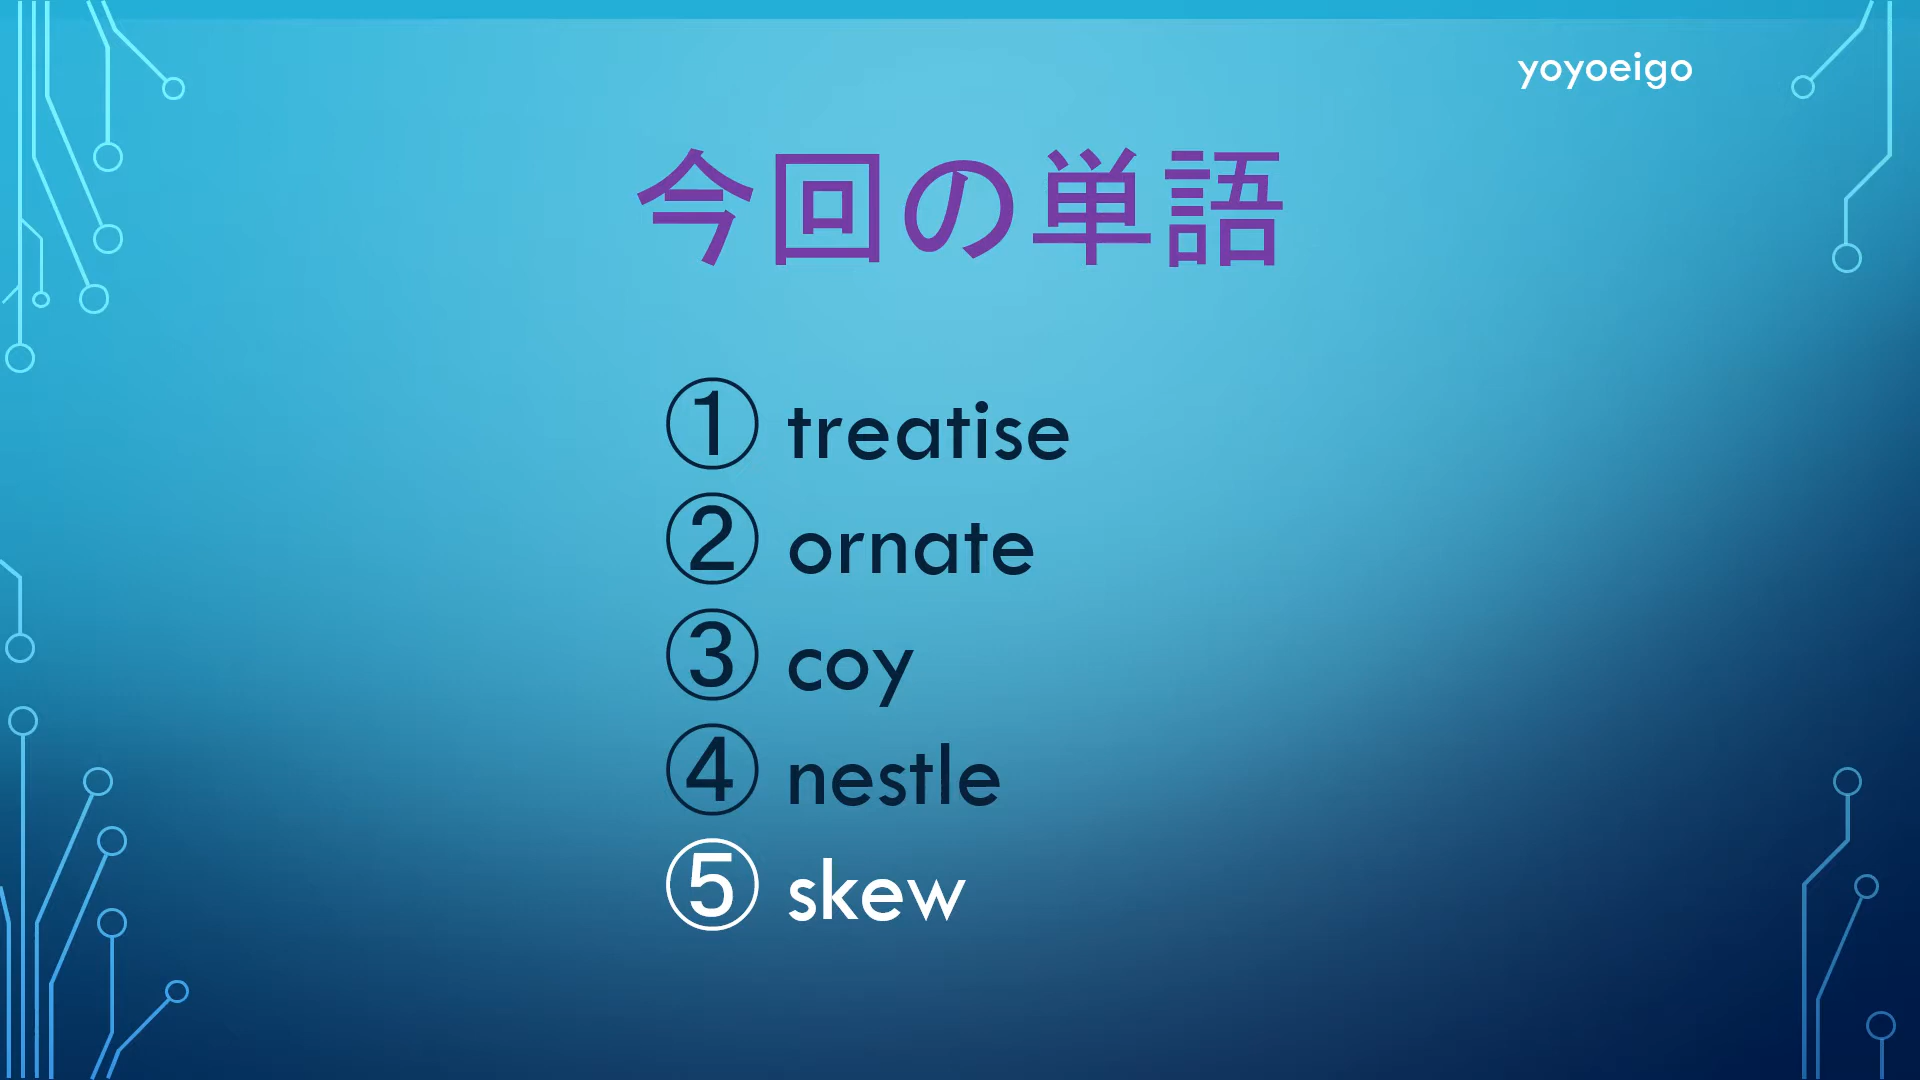 yoyoeigo
今回の単語
① treatise
② ornate
③ coy
④ nestle
⑤ skew